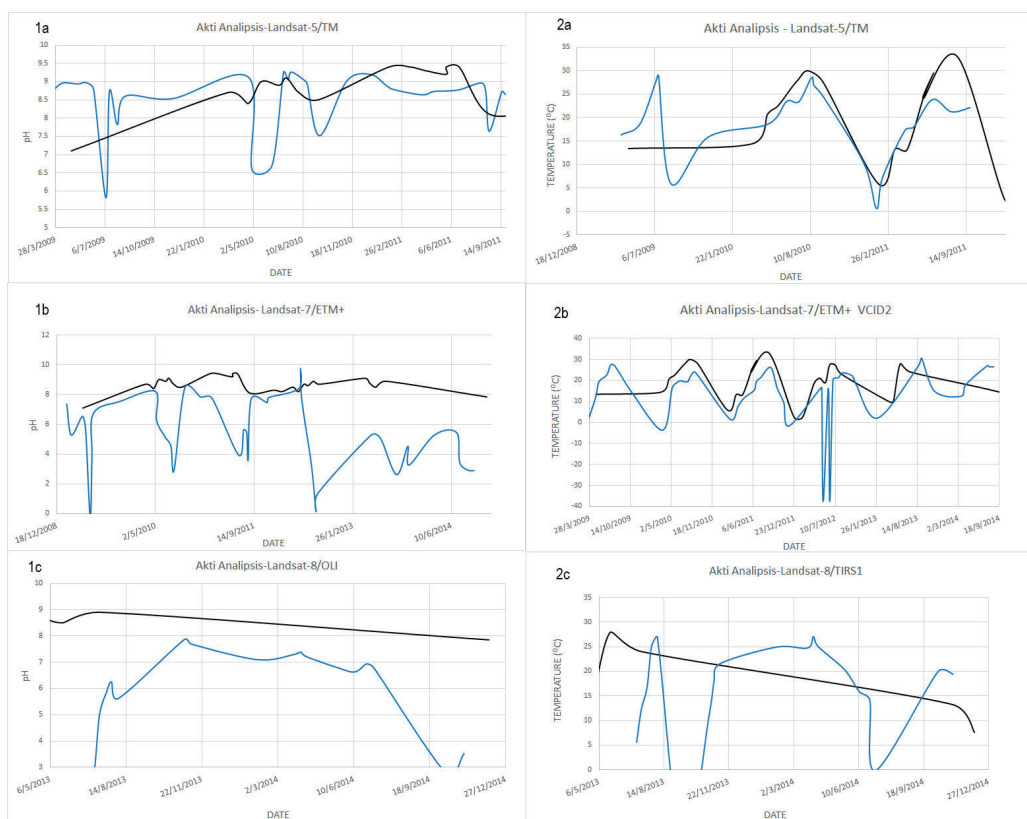 1a
Akti Analipsis-Landsat-5/TM
10
9.5
9
8.5
8
7.5
7
6.5
6
5.5
5
pH
28/3/2009 6/7/2009 14/10/2009 22/1/2010 2/5/2010 10/8/2010 18/11/2010 26/2/2011 6/6/2011 14/9/2011
DATE
2a
Akti Analipsis - Landsat-5/TM
35
30
25
20
15
10
5
0
-5
TEMPERATURE (⁰C)
18/12/2008 6/7/2009 22/1/2010 10/8/2010 26/2/2011 14/9/2011
DATE
1b
Akti Analipsis- Landsat-7/ETM+
12
10
8
6
4
2
0
pH
18/12/2008 2/5/2010 14/9/2011 26/1/2013 10/6/2014
DATE
2b
Akti Analipsis-Landsat-7/ETM+ VCID2
40
30
20
10
0
-10
-20
-30
-40
TEMPERATURE (⁰C)
28/3/2009 14/10/2009 2/5/2010 18/11/2010 6/6/2011 23/12/2011 10/7/2012 26/1/2013 14/8/2013 2/3/2014 18/9/2014
DATE
1c
Akti Analipsis-Landsat-8/OLI
10
9
8
7
6
5
4
3
pH
6/5/2013 14/8/2013 22/11/2013 2/3/2014 10/6/2014 18/9/2014 27/12/2014
DATE
2c
Akti Analipsis-Landsat-8/TIRS1
35
30
25
20
15
10
5
0
TEMPERATURE (⁰C)
6/5/2013 14/8/2013 22/11/2013 2/3/2014 10/6/2014 18/9/2014 27/12/2014
DATE